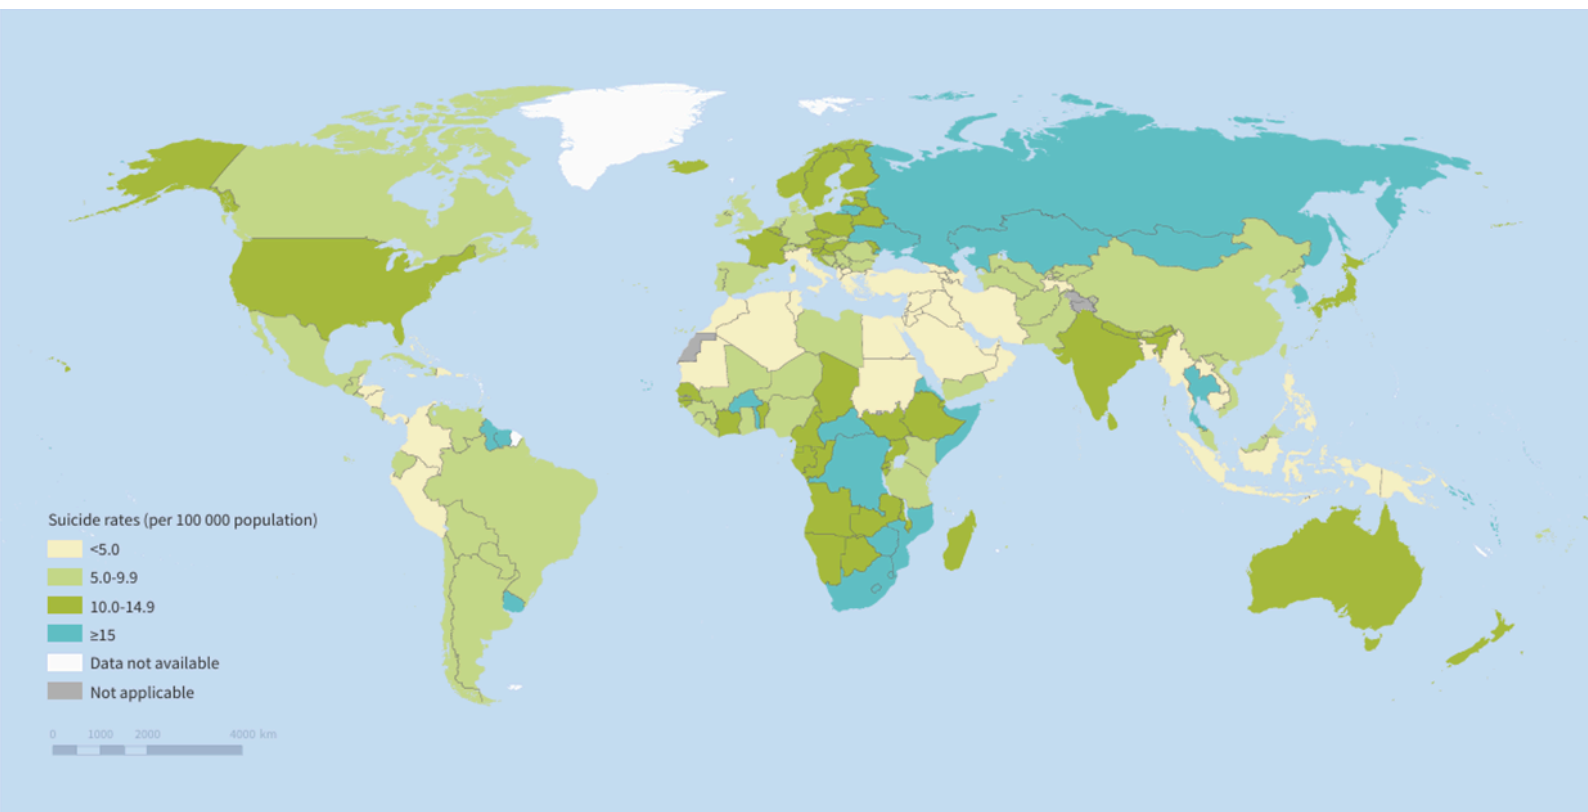 Suicide rates (per 100 000 population)
<5.0
5.0-9.9
10.0-14.9
≥15
Data not available
Not applicable
0 1000 2000 4000 km